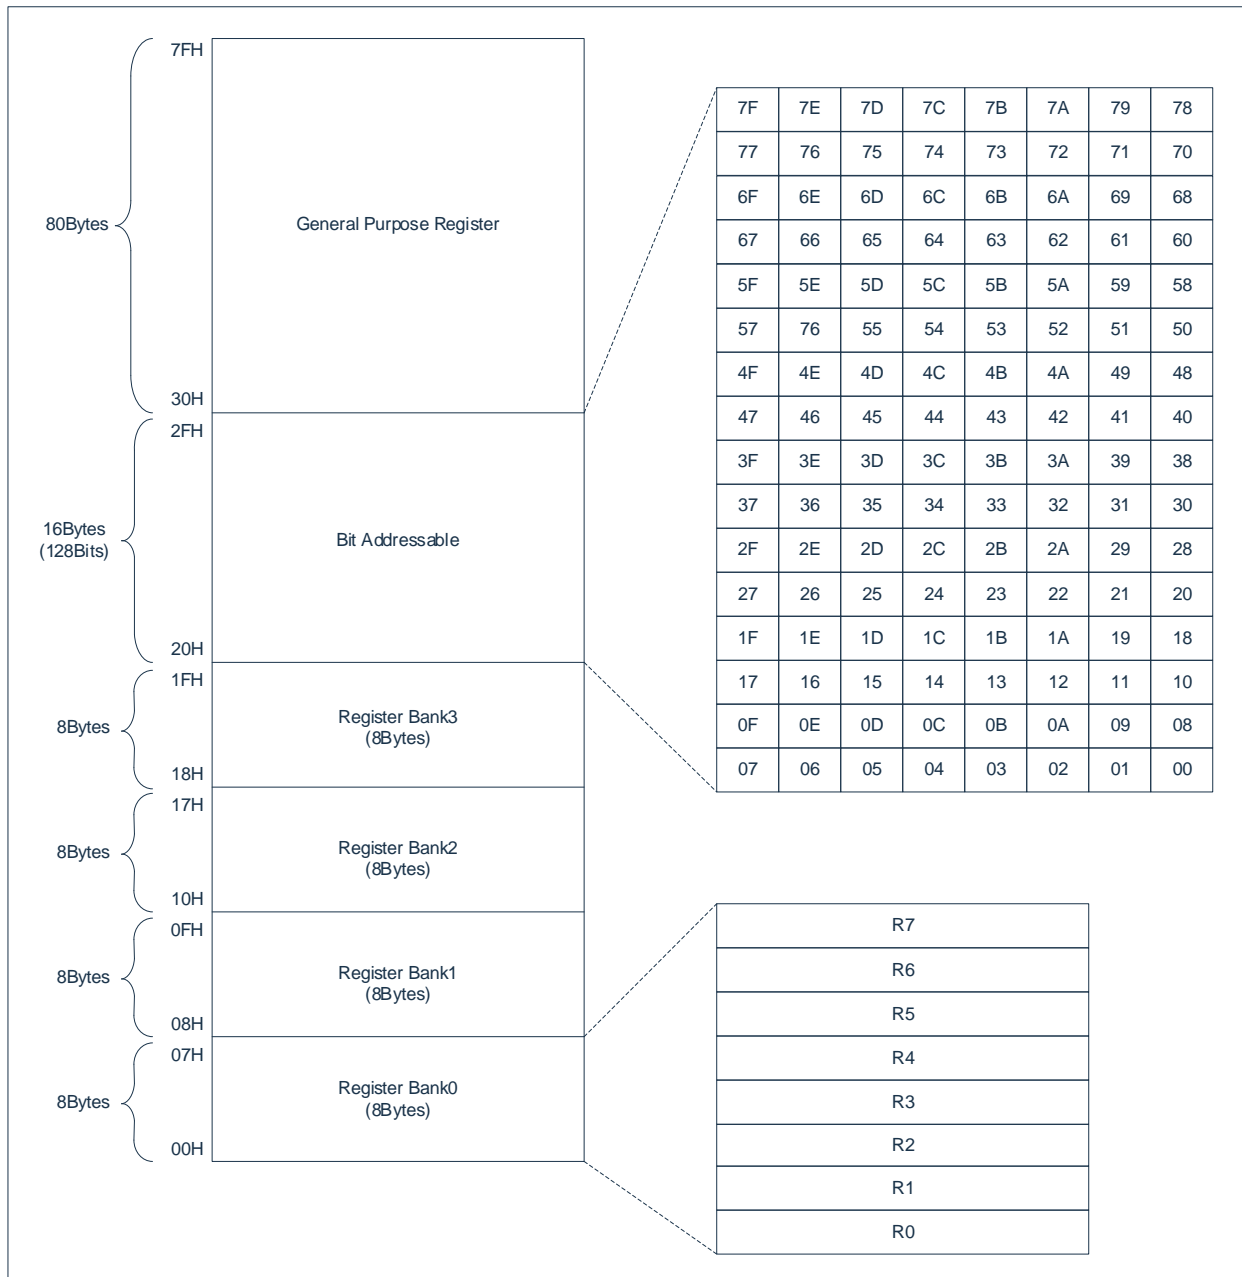 7FH
80Bytes
General Purpose Register
30H
2FH
16Bytes
(128Bits)
Bit Addressable
20H
1FH
8Bytes
Register Bank3
(8Bytes)
18H
17H
8Bytes
Register Bank2
(8Bytes)
10H
0FH
8Bytes
Register Bank1
(8Bytes)
08H
07H
8Bytes
Register Bank0
(8Bytes)
00H
7F 7E 7D 7C 7B 7A 79 78
77 76 75 74 73 72 71 70
6F 6E 6D 6C 6B 6A 69 68
67 66 65 64 63 62 61 60
5F 5E 5D 5C 5B 5A 59 58
57 76 55 54 53 52 51 50
4F 4E 4D 4C 4B 4A 49 48
47 46 45 44 43 42 41 40
3F 3E 3D 3C 3B 3A 39 38
37 36 35 34 33 32 31 30
2F 2E 2D 2C 2B 2A 29 28
27 26 25 24 23 22 21 20
1F 1E 1D 1C 1B 1A 19 18
17 16 15 14 13 12 11 10
0F 0E 0D 0C 0B 0A 09 08
07 06 05 04 03 02 01 00
R7
R6
R5
R4
R3
R2
R1
R0